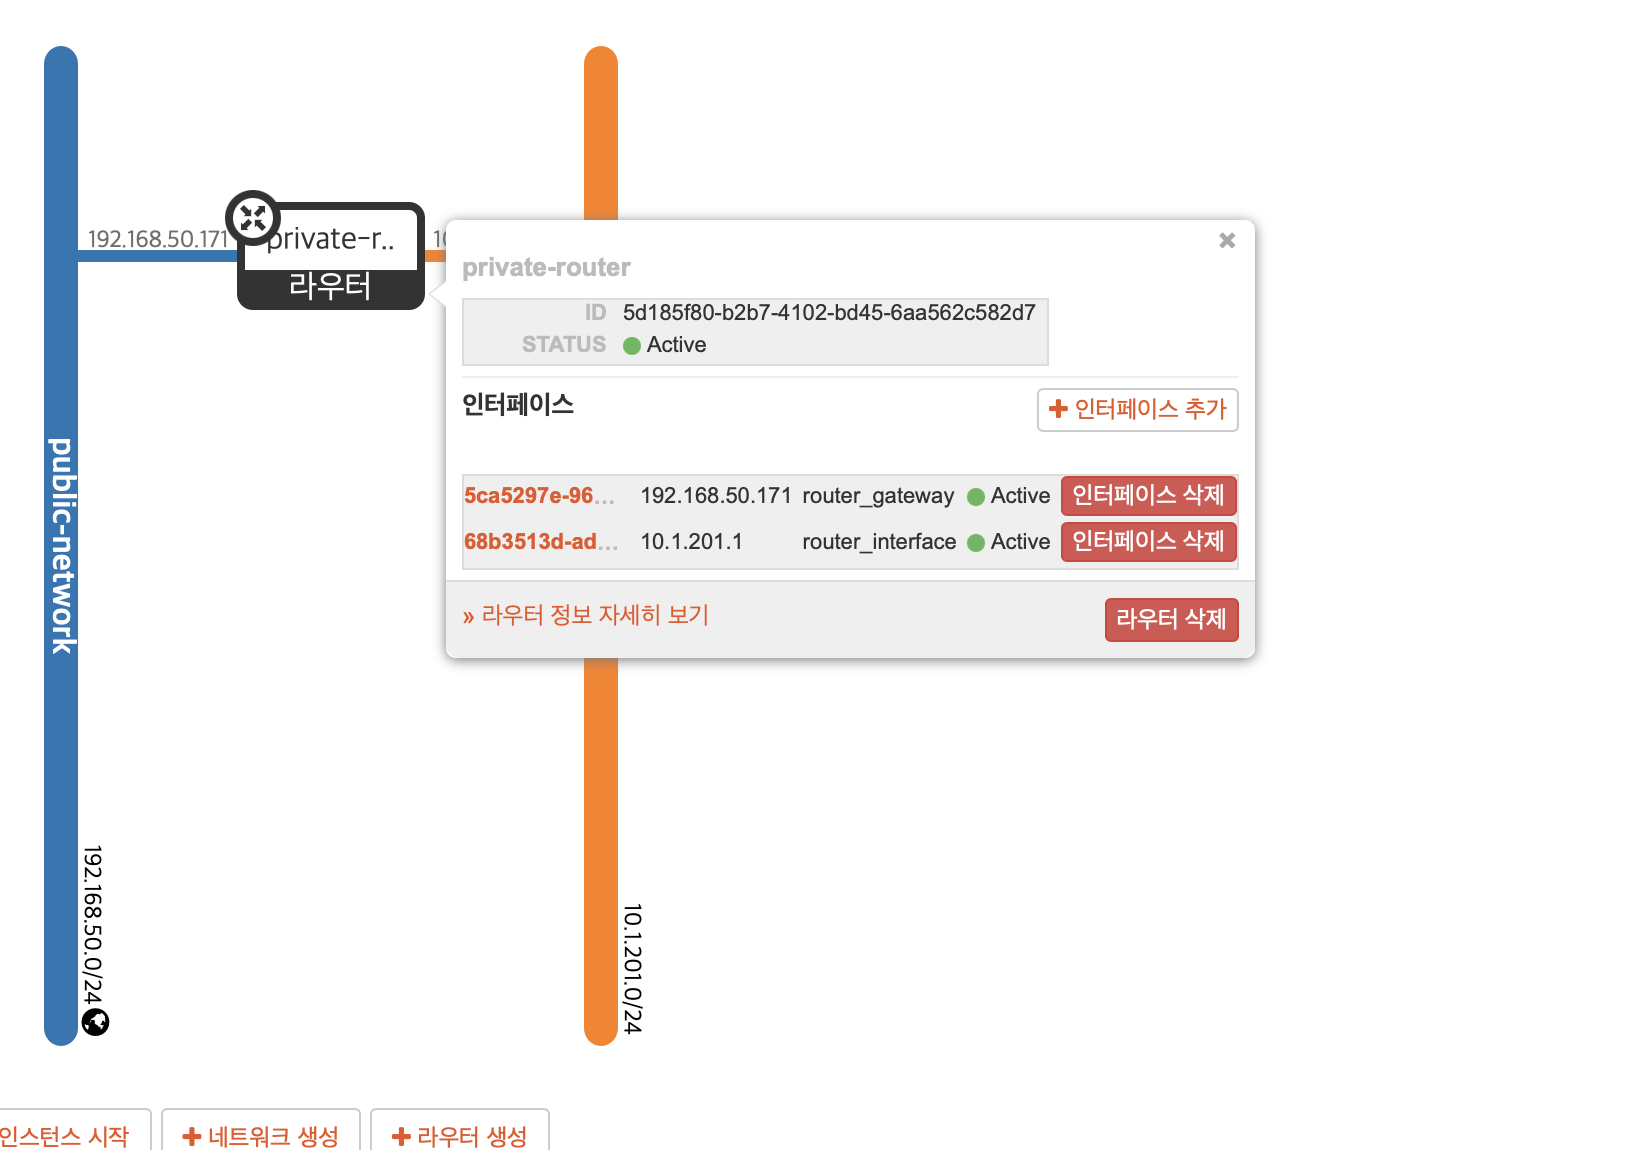 192.168.50.171
private-r..
라우터
public-network
192.168.50.0/24
10.1.201.0/24
private-router
ID 5d185f80-b2b7-4102-bd45-6aa562c582d7
STATUS Active
인터페이스
인터페이스 추가
5ca5297e-96... 192.168.50.171 router_gateway Active 인터페이스 삭제
68b3513d-ad... 10.1.201.1 router_interface Active 인터페이스 삭제
» 라우터 정보 자세히 보기
라우터 삭제
인스턴스 시작
네트워크 생성
라우터 생성